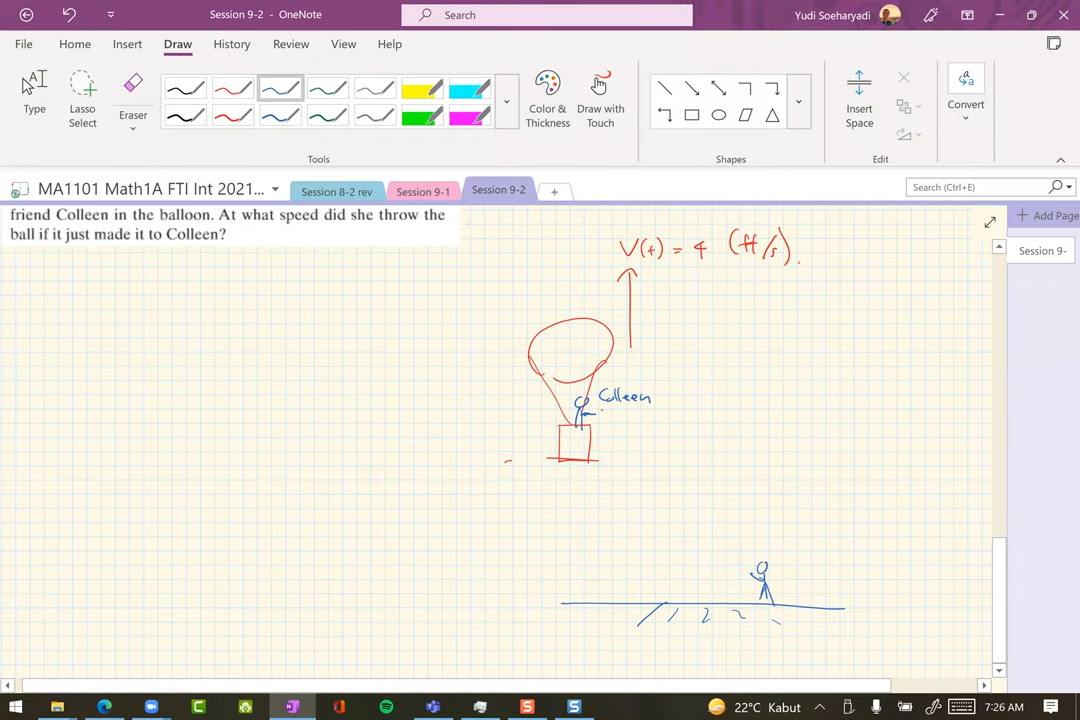 Session 9-2 - OneNote
Search
Yudi Soeharyadi
File Home Insert Draw History Review View Help
Type
Lasso Select
Eraser
Color & Thickness
Draw with Touch
Insert Space
Convert
Tools
Shapes
Edit
MA1101 Math1A FTI Int 2021...
Session 8-2 rev
Session 9-1
Session 9-2
Search (Ctrl+E)
friend Colleen in the balloon. At what speed did she throw the
ball if it just made it to Colleen?
Add Page
Session 9-
V(t) = 4 (ft/s).
Colleen
22°C Kabut
7:26 AM